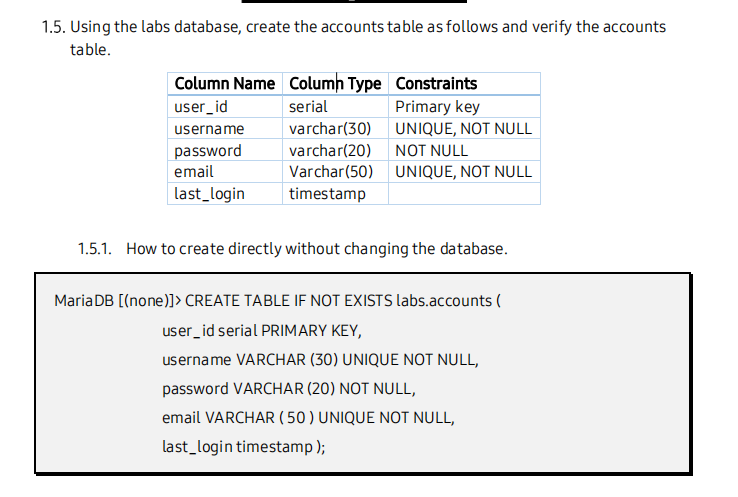 1.5. Using the labs database, create the accounts table as follows and verify the accounts
table.
Column Name Column Type Constraints
user_id serial Primary key
username varchar(30) UNIQUE, NOT NULL
password varchar(20) NOT NULL
email Varchar(50) UNIQUE, NOT NULL
last_login timestamp
1.5.1. How to create directly without changing the database.
MariaDB [(none)]> CREATE TABLE IF NOT EXISTS labs.accounts (
user_id serial PRIMARY KEY,
username VARCHAR (30) UNIQUE NOT NULL,
password VARCHAR (20) NOT NULL,
email VARCHAR ( 50 ) UNIQUE NOT NULL,
last_login timestamp );